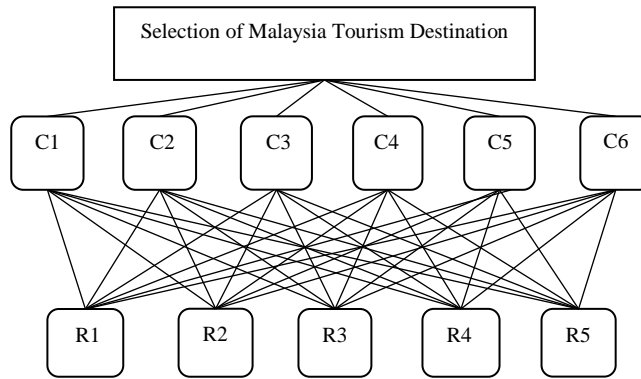 Selection of Malaysia Tourism Destination
C1 C2 C3 C4 C5 C6
R1 R2 R3 R4 R5